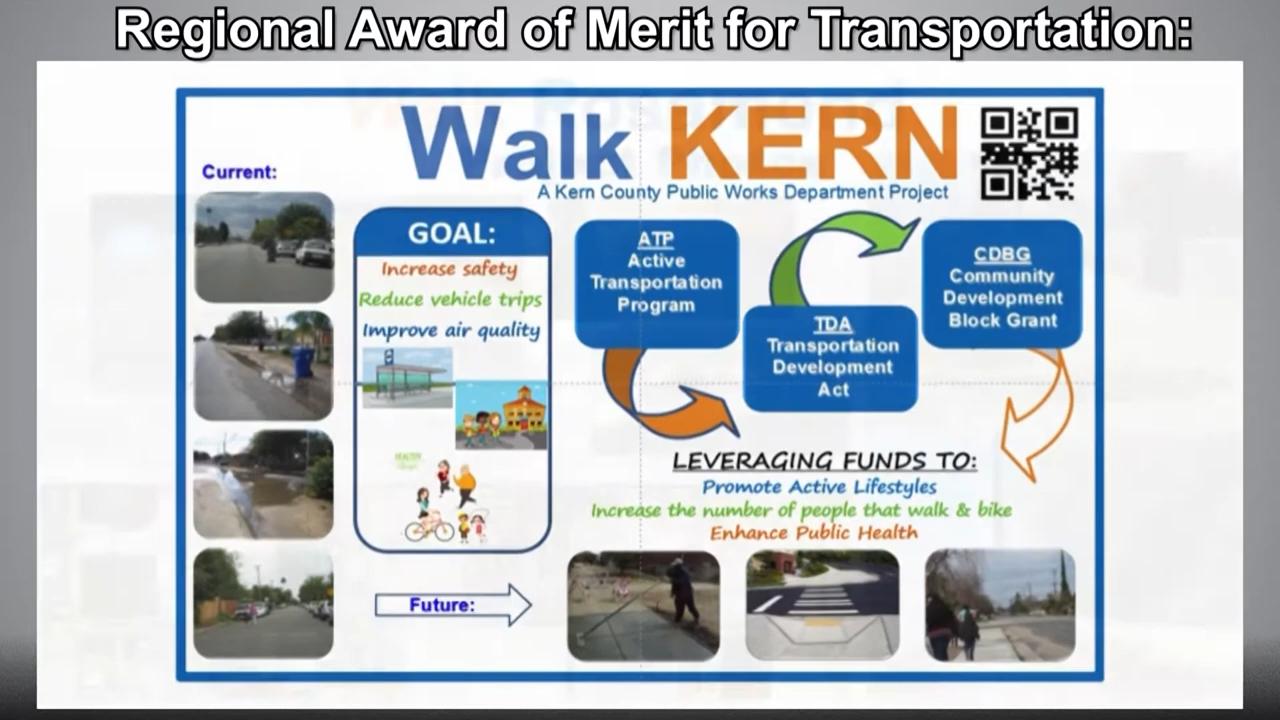 Regional Award of Merit for Transportation:
Walk KERN
A Kern County Public Works Department Project
Current:
GOAL:
Increase safety
Reduce vehicle trips
Improve air quality
ATP
Active
Transportation
Program
TDA
Transportation
Development
Act
CDBG
Community
Development
Block Grant
LEVERAGING FUNDS TO:
Promote Active Lifestyles
Increase the number of people that walk & bike
Enhance Public Health
Future: